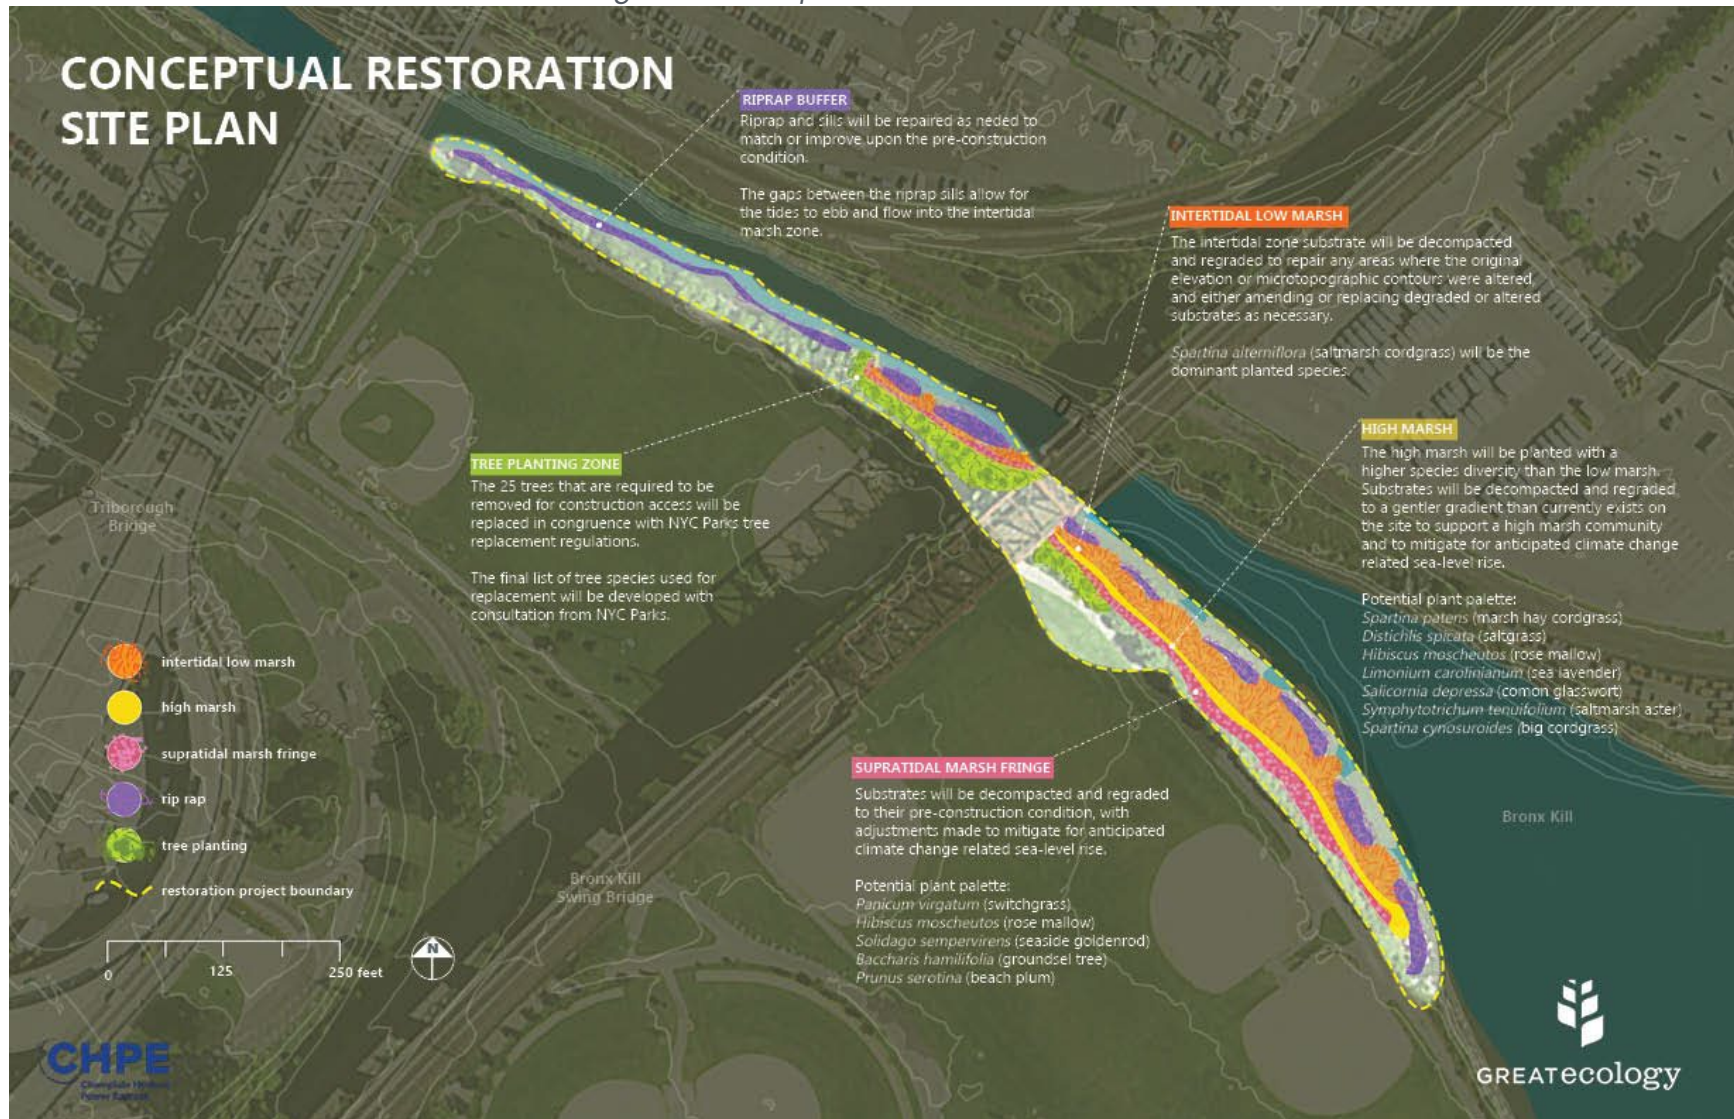 CONCEPTUAL RESTORATION
SITE PLAN
RIPRAP BUFFER
Riprap and sills will be repaired as neded to
match or improve upon the pre-construction
condition.
The gaps between the riprap sills allow for
the tides to ebb and flow into the intertidal
marsh zone.
INTERTIDAL LOW MARSH
The intertidal zone substrate will be decompacted
and regraded to repair any areas where the original
elevation or microtopographic contours were altered,
and either amending or replacing degraded or altered
substrates as necessary.
Spartina alterniflora (saltmarsh cordgrass) will be the
dominant planted species.
HIGH MARSH
The high marsh will be planted with a
higher species diversity than the low marsh.
Substrates will be decompacted and regraded
to a gentler gradient than currently exists on
the site to support a high marsh community
and to mitigate for anticipated climate change
related sea-level rise.
Potential plant palette:
Spartina patens (marsh hay cordgrass)
Distichlis spicata (saltgrass)
Hibiscus moscheutos (rose mallow)
Limonium carolinianum (sea lavender)
Salicornia depressa (comon glasswort)
Symphytotrichum tenuifolium (saltmarsh aster)
Spartina cynosuroides (big cordgrass)
TREE PLANTING ZONE
The 25 trees that are required to be
removed for construction access will be
replaced in congruence with NYC Parks tree
replacement regulations.
The final list of tree species used for
replacement will be developed with
consultation from NYC Parks.
Triborough
Bridge
intertidal low marsh
high marsh
supratidal marsh fringe
rip rap
tree planting
restoration project boundary
SUPRATIDAL MARSH FRINGE
Substrates will be decompacted and regraded
to their pre-construction condition, with
adjustments made to mitigate for anticipated
climate change related sea-level rise.
Potential plant palette:
Panicum virgatum (switchgrass)
Hibiscus moscheutos (rose mallow)
Solidago sempervirens (seaside goldenrod)
Baccharis hamilifolia (groundsel tree)
Prunus serotina (beach plum)
Bronx Kill
Bronx Kill
Swing Bridge
0 125 250 feet
N
CHPE
Champlain Hudson
Power Express
GREATecology